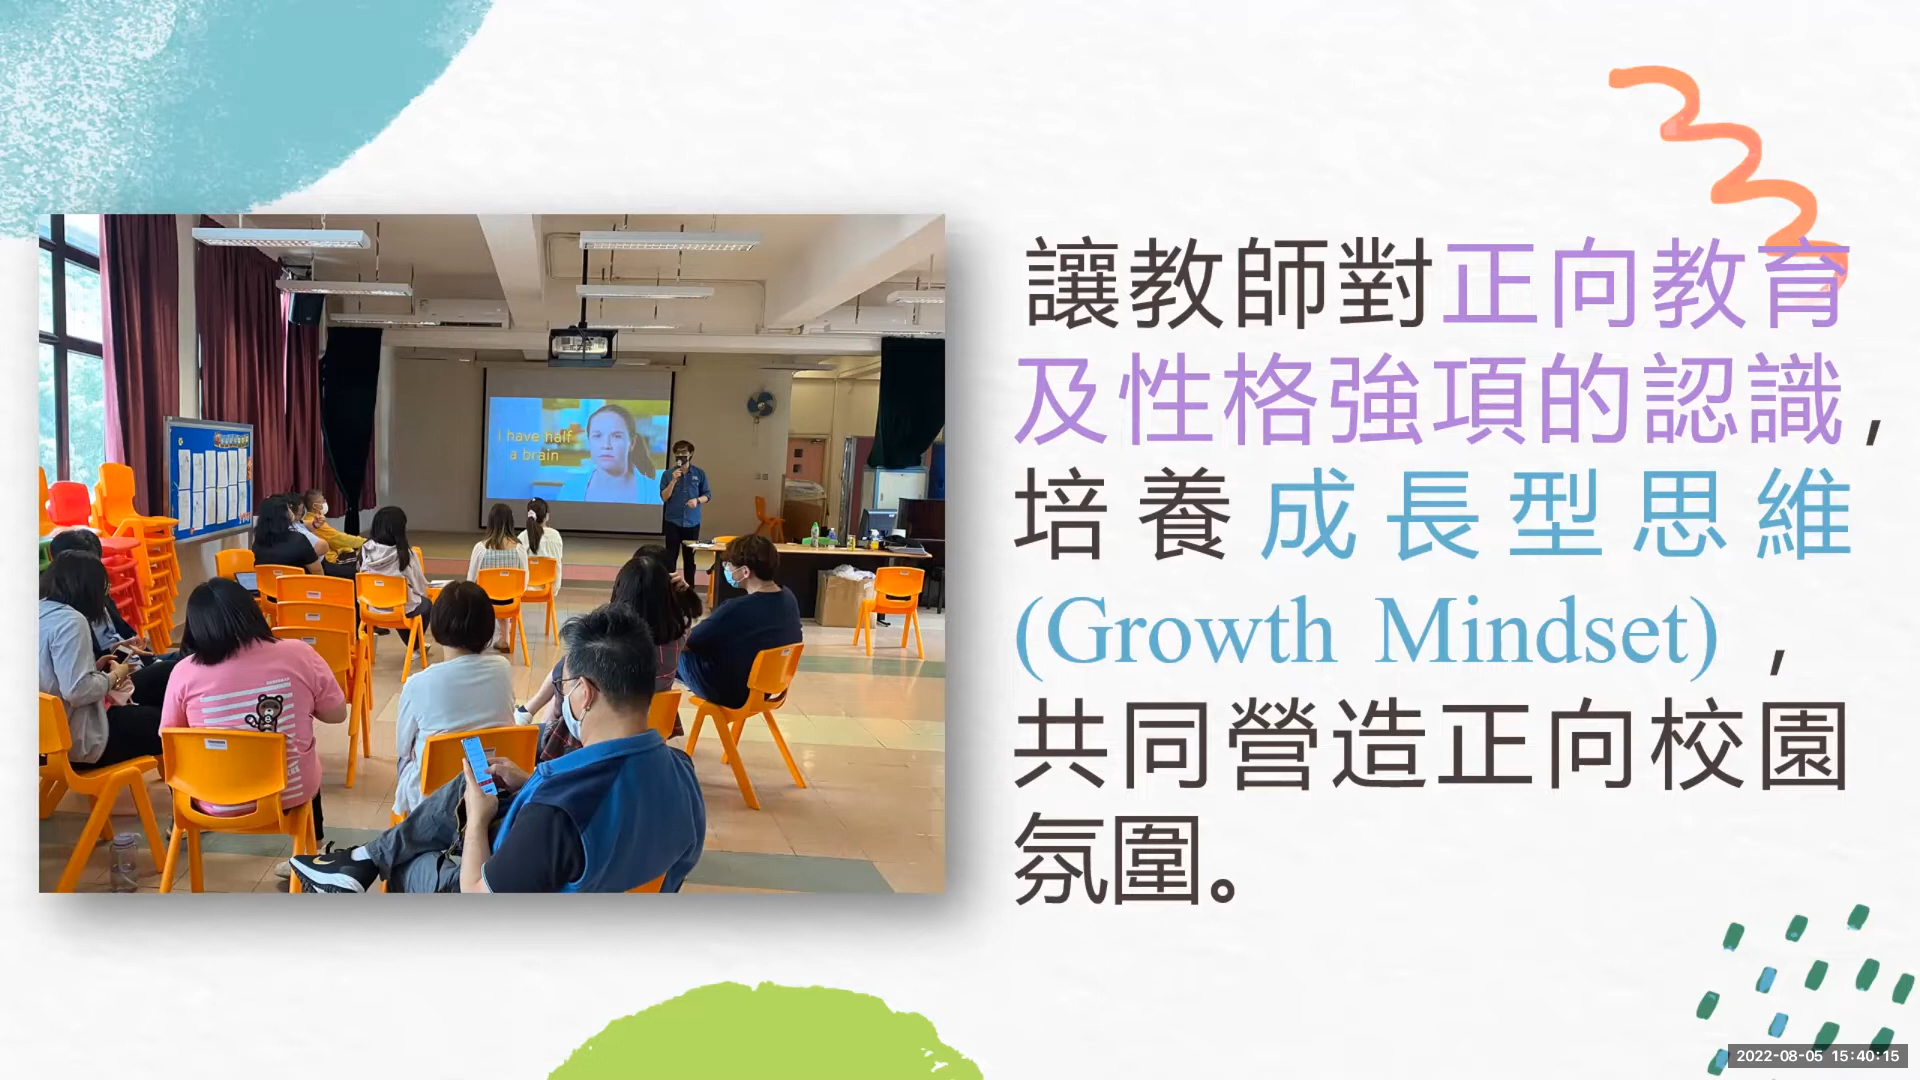 讓教師對正向教育
及性格強項的認識,
培養成長型思維
(Growth Mindset) ,
共同營造正向校園
氛圍。
I have half
a brain
2022-08-05 15:40:15